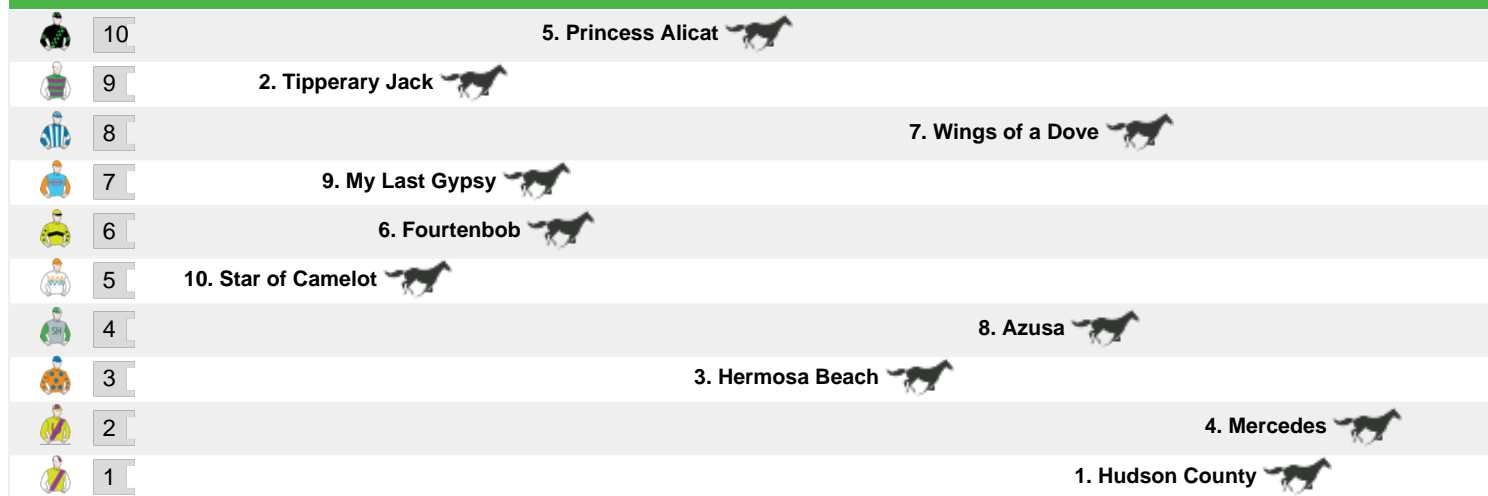 10 5. Princess Alicat
9 2. Tipperary Jack
8 7. Wings of a Dove
7 9. My Last Gypsy
6 6. Fourtenbob
5 10. Star of Camelot
SH 4 8. Azusa
3 3. Hermosa Beach
2 4. Mercedes
1 1. Hudson County